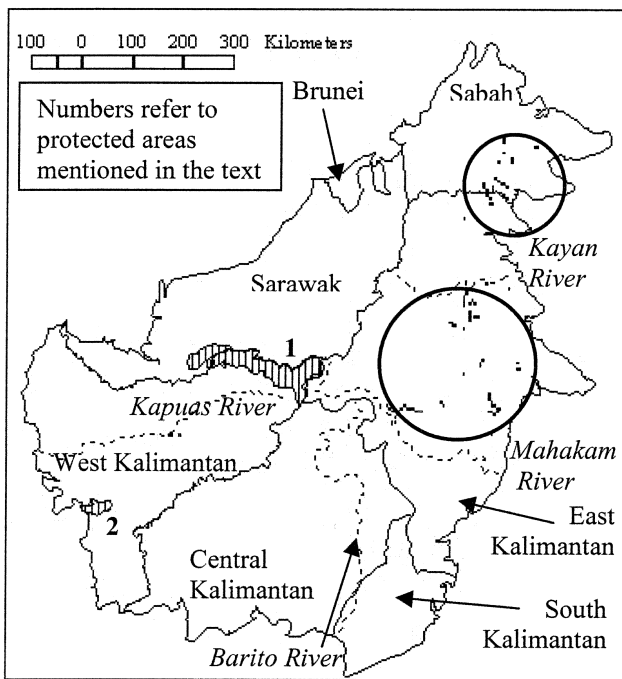 100 0 100 200 300 Kilometers
Numbers refer to
protected areas
mentioned in the text
Brunei
Sabah
Kayan
River
Sarawak
1
Kapuas River
West Kalimantan
Mahakam
River
2
East
Kalimantan
Central
Kalimantan
South
Kalimantan
Barito River